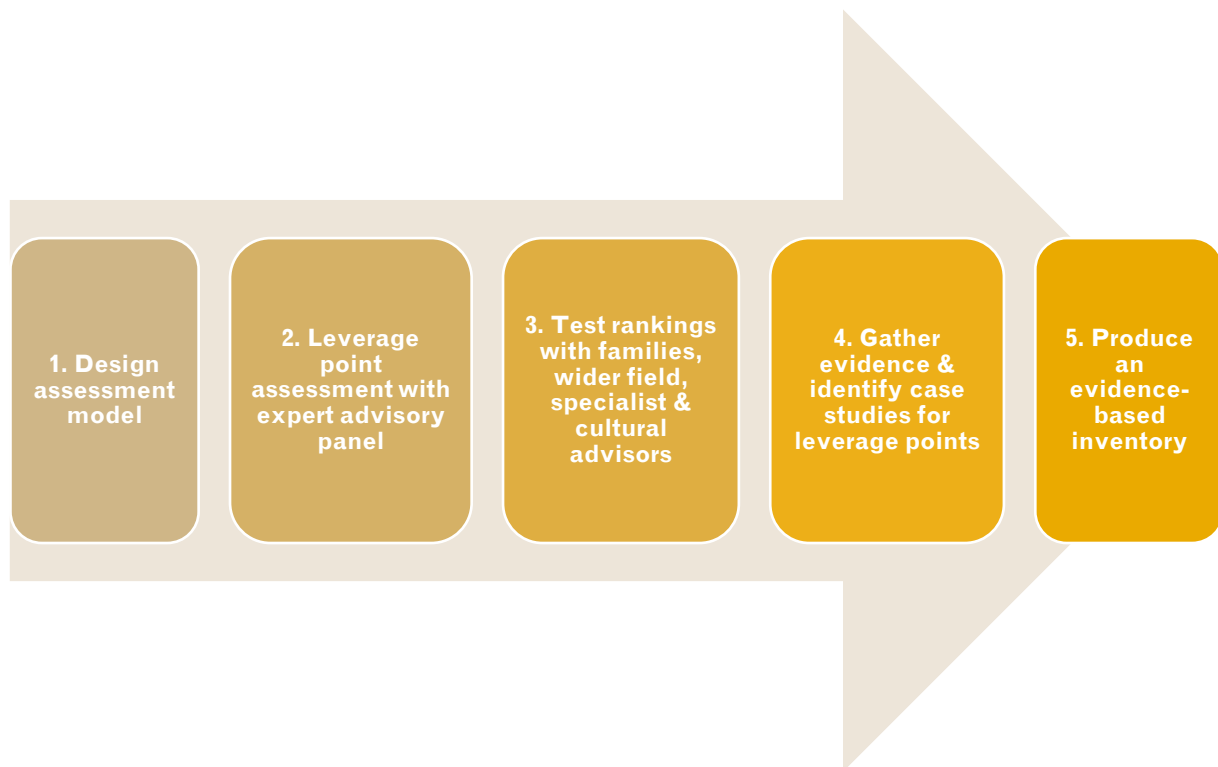 1. Design
assessment
model
2. Leverage
point
assessment with
expert advisory
panel
3. Test rankings
with families,
wider field,
specialist &
cultural
advisors
4. Gather
evidence &
identify case
studies for
leverage points
5. Produce
an
evidence-
based
inventory